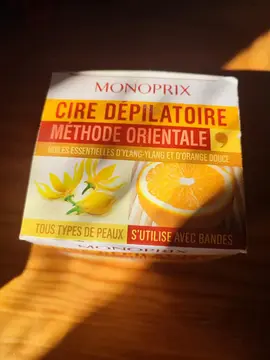 MONOPRIX
CIRE DÉPILATOIRE
MÉTHODE ORIENTALE
HUILES ESSENTIELLES D'YLANG-YLANG ET D'ORANGE DOUCE
TOUS TYPES DE PEAUX
S'UTILISE AVEC BANDES
MONOPRIX